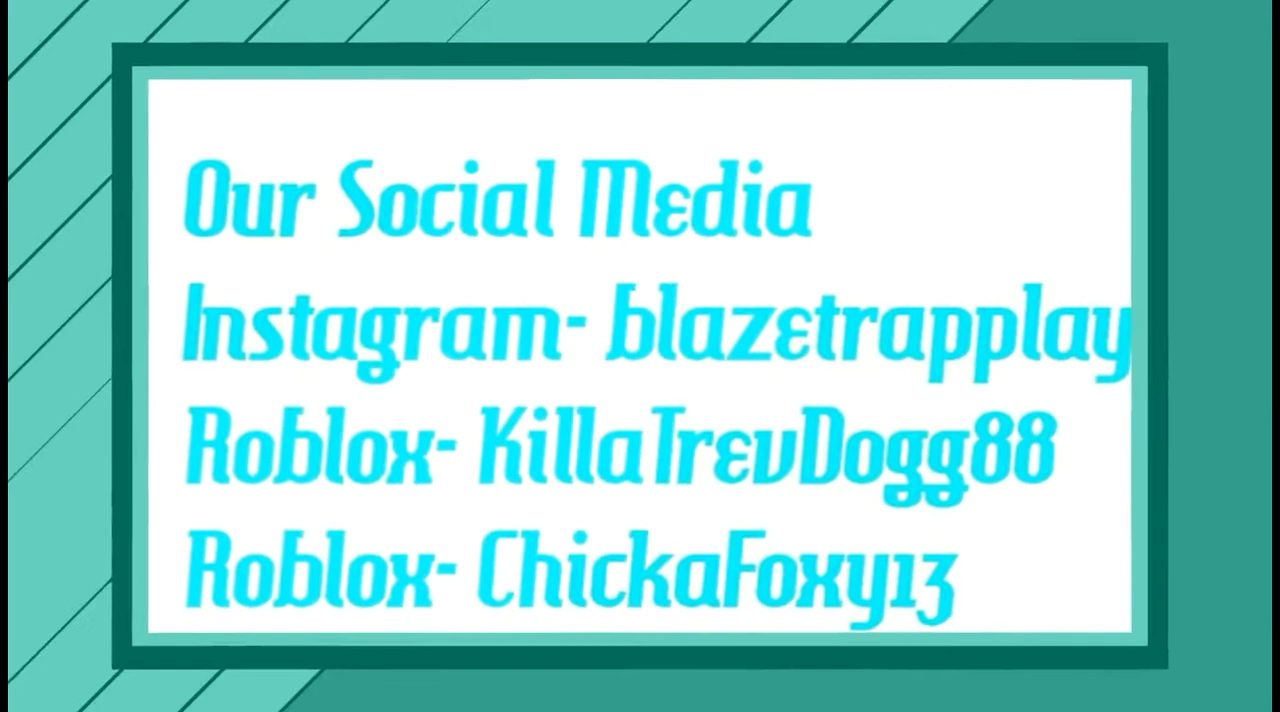 Our Social Media
Instagram- blazetrapplay
Roblox- KillaTrevDogg88
Roblox- ChickaFoxy13